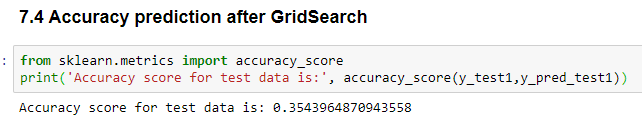 7.4 Accuracy prediction after GridSearch
: from sklearn.metrics import accuracy_score
print('Accuracy score for test data is:', accuracy_score(y_test1,y_pred_test1))
Accuracy score for test data is: 0.3543964870943558